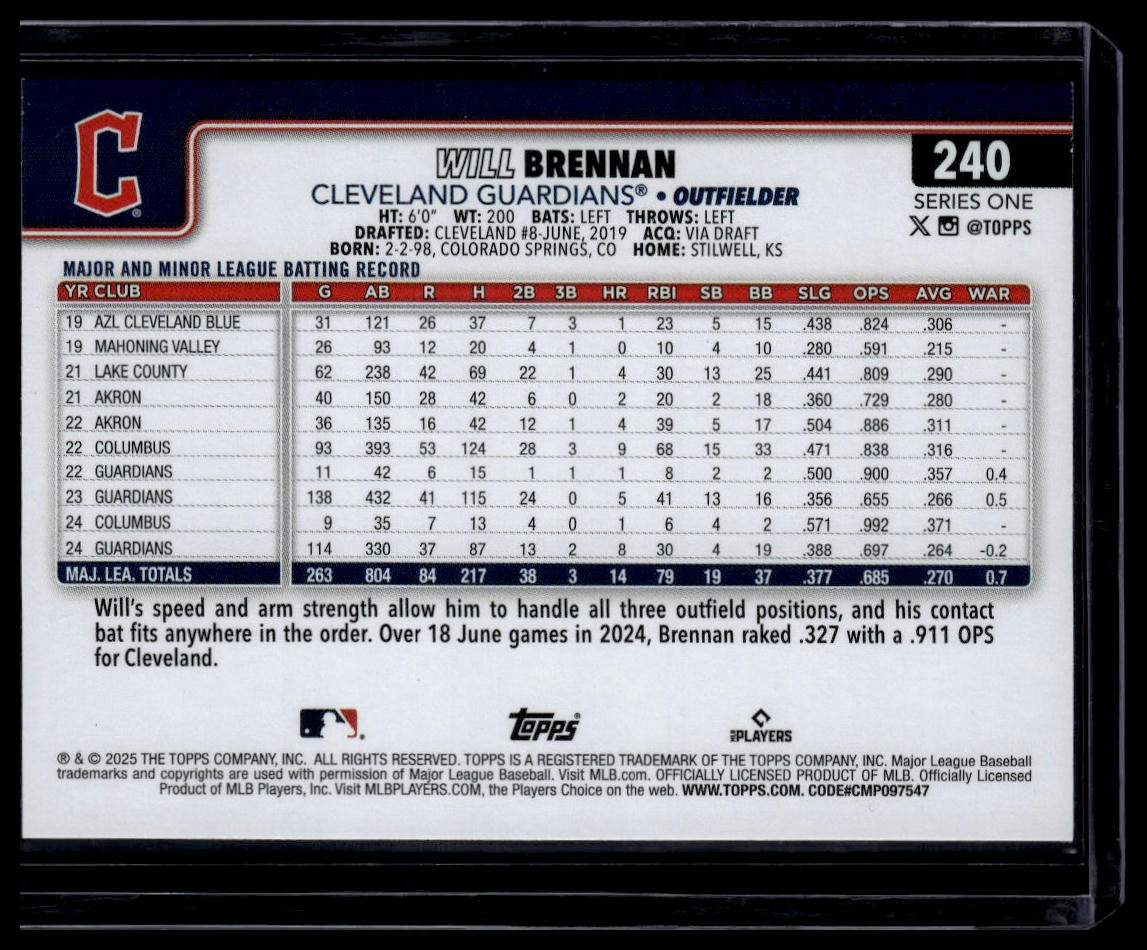 C
WILL BRENNAN
240
CLEVELAND GUARDIANS® • OUTFIELDER
SERIES ONE
HT: 6'0" WT: 200 BATS: LEFT THROWS: LEFT
@TOPPS
DRAFTED: CLEVELAND #8-JUNE, 2019 ACQ: VIA DRAFT
BORN: 2-2-98, COLORADO SPRINGS, CO HOME: STILWELL, KS
MAJOR AND MINOR LEAGUE BATTING RECORD
YR CLUB G AB R H 2B 3B HR RBI SB BB SLG OPS AVG WAR
19 AZL CLEVELAND BLUE 31 121 26 37 7 3 1 23 5 15 .438 .824 .306 -
19 MAHONING VALLEY 26 93 12 20 4 1 0 10 4 10 .280 .591 .215 -
21 LAKE COUNTY 62 238 42 69 22 1 4 30 13 25 .441 .809 .290 -
21 AKRON 40 150 28 42 6 0 2 20 2 18 .360 .729 .280 -
22 AKRON 36 135 16 42 12 1 4 39 5 17 .504 .886 .311 -
22 COLUMBUS 93 393 53 124 28 3 9 68 15 33 .471 .838 .316 -
22 GUARDIANS 11 42 6 15 1 1 1 8 2 2 .500 .900 .357 0.4
23 GUARDIANS 138 432 41 115 24 0 5 41 13 16 .356 .655 .266 0.5
24 COLUMBUS 9 35 7 13 4 0 1 6 4 2 .571 .992 .371 -
24 GUARDIANS 114 330 37 87 13 2 8 30 4 19 .388 .697 .264 -0.2
MAJ. LEA. TOTALS 263 804 84 217 38 3 14 79 19 37 .377 .685 .270 0.7
Will's speed and arm strength allow him to handle all three outfield positions, and his contact
bat fits anywhere in the order. Over 18 June games in 2024, Brennan raked .327 with a .911 OPS
for Cleveland.
Topps®
MLB PLAYERS
® & © 2025 THE TOPPS COMPANY, INC. ALL RIGHTS RESERVED. TOPPS IS A REGISTERED TRADEMARK OF THE TOPPS COMPANY, INC. Major League Baseball
trademarks and copyrights are used with permission of Major League Baseball. Visit MLB.com. OFFICIALLY LICENSED PRODUCT OF MLB. Officially Licensed
Product of MLB Players, Inc. Visit MLBPLAYERS.COM, the Players Choice on the web. WWW.TOPPS.COM. CODE#CMP097547